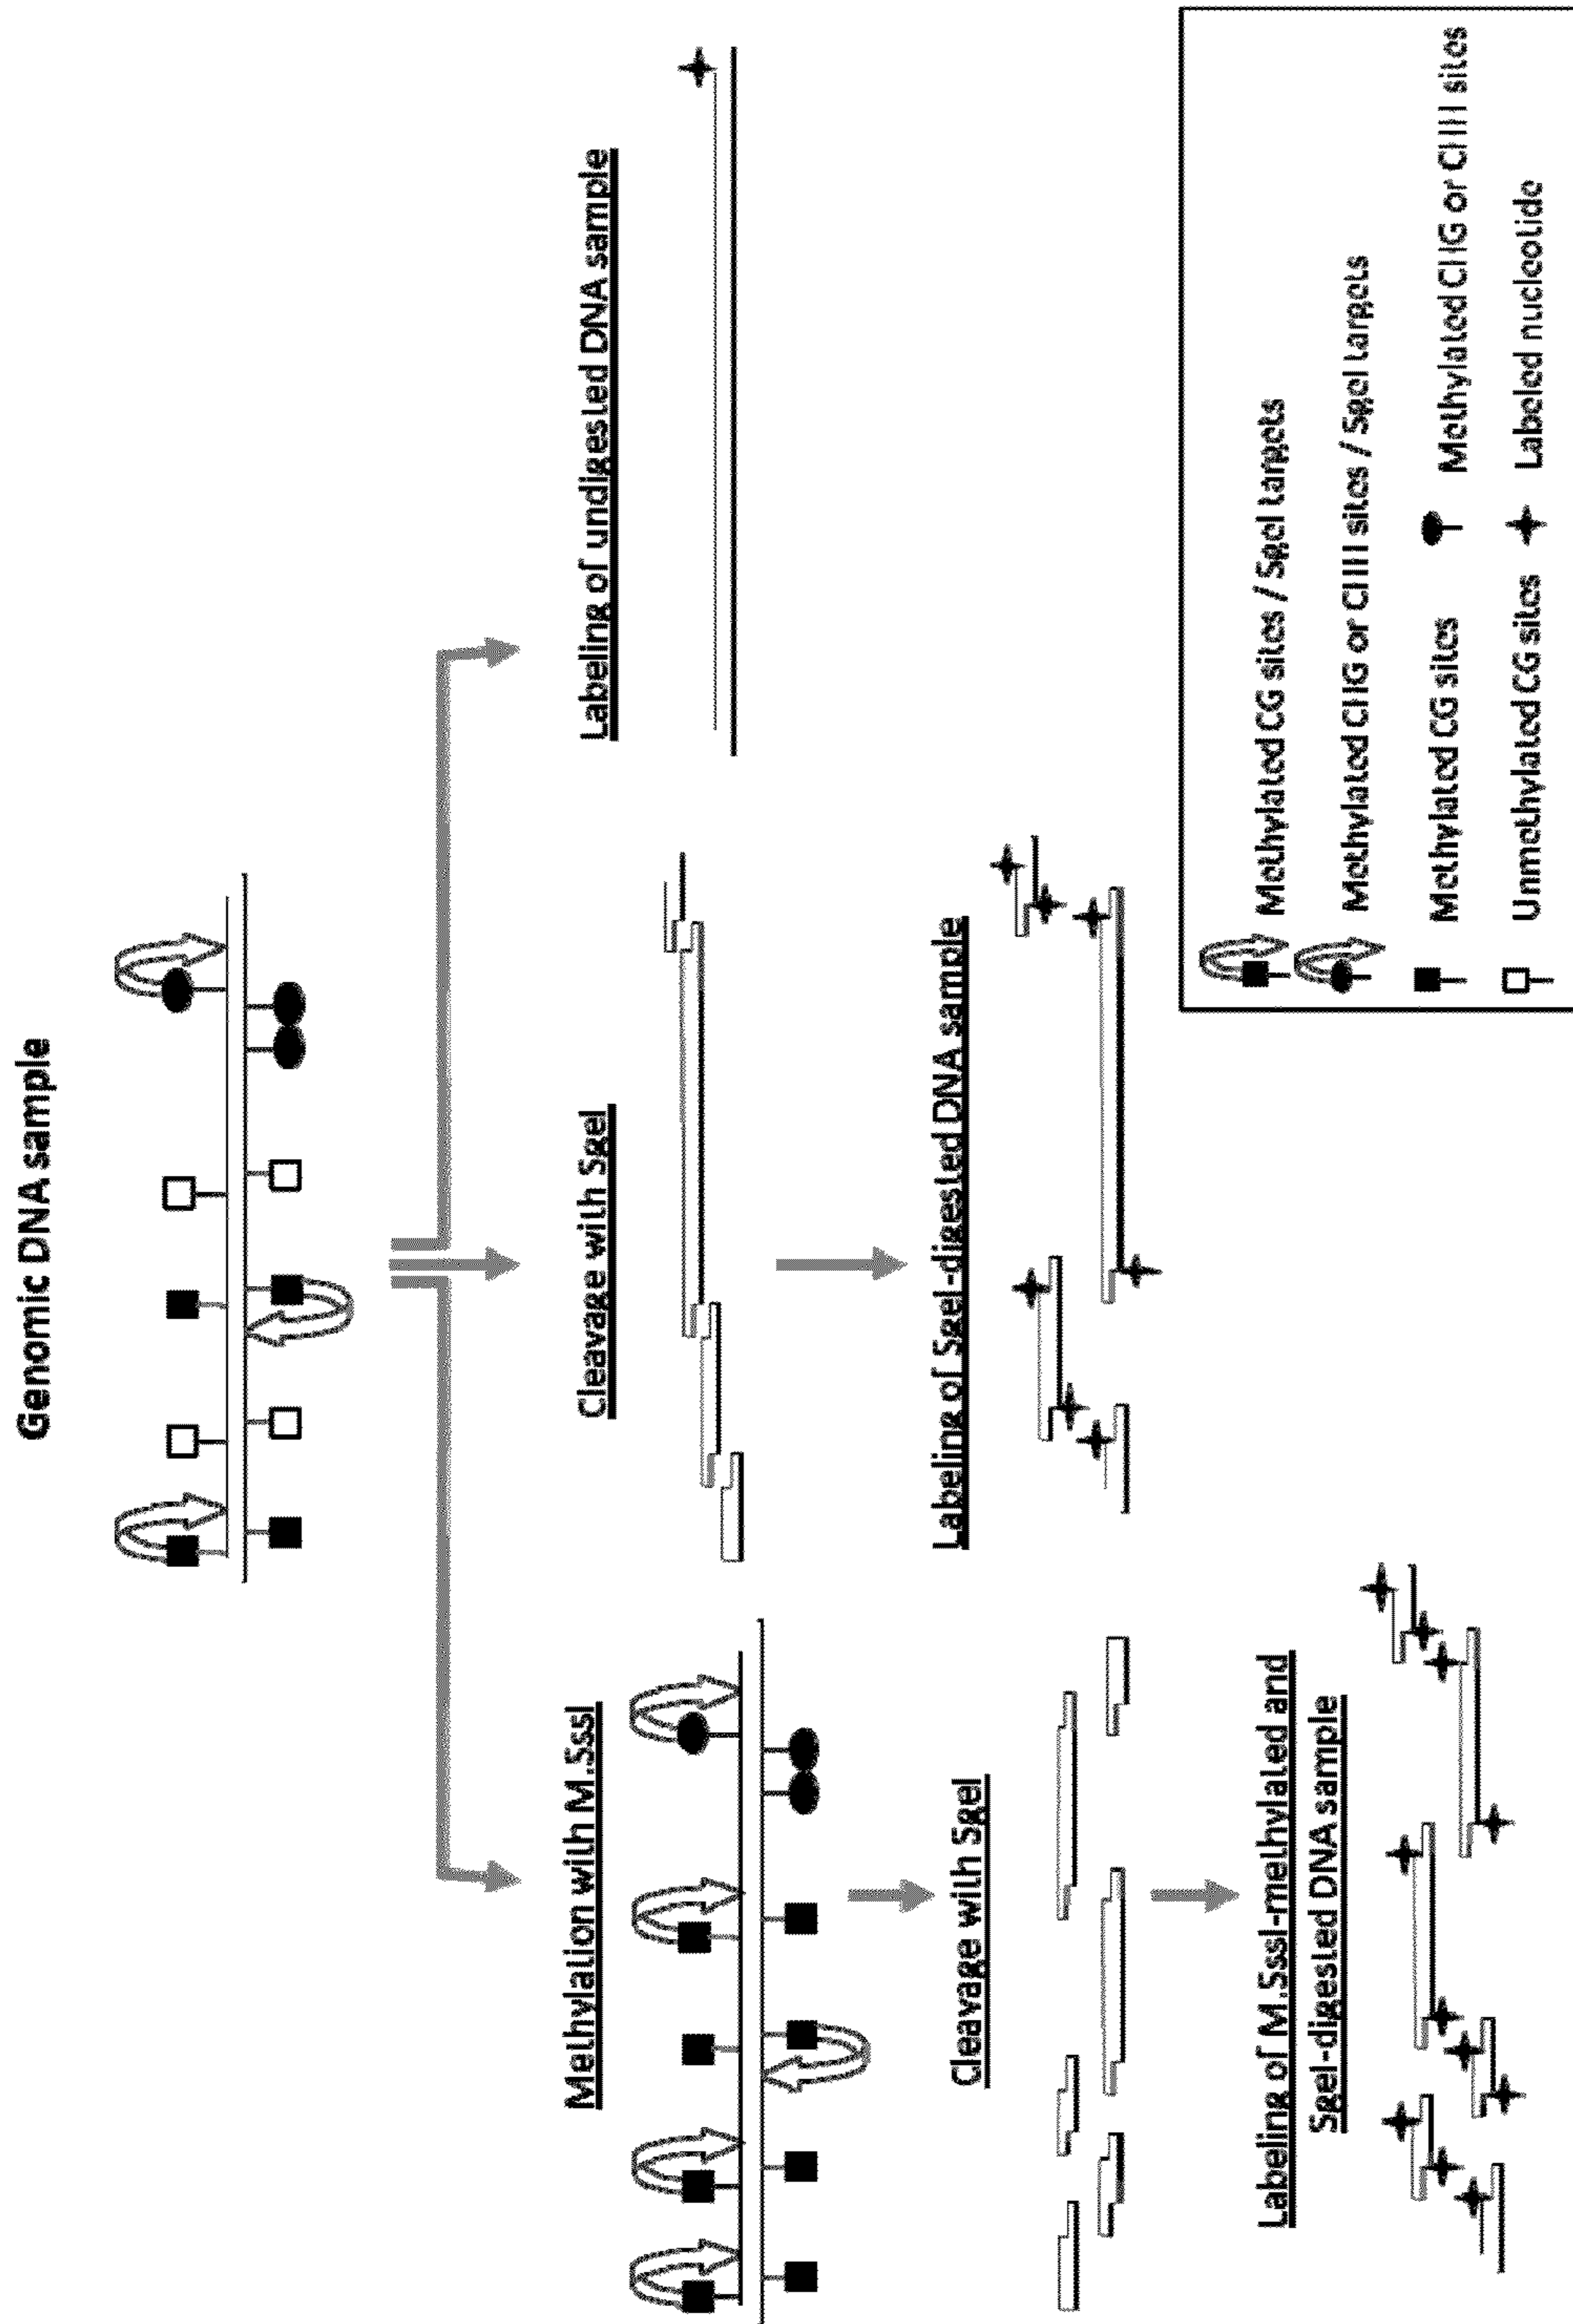 Genomic DNA sample
Methylation with M.SssI
Cleavage with SgeI
Labeling of undigested DNA sample
Cleavage with SgeI
Labeling of SgeI-digested DNA sample
Labeling of M.SssI-methylated and
SgeI-digested DNA sample
Methylated CG sites / SgeI targets
Methylated CHG or CHH sites / SgeI targets
Methylated CG sites
Methylated CHG or CHH sites
Unmethylated CG sites
Labeled nucleotide